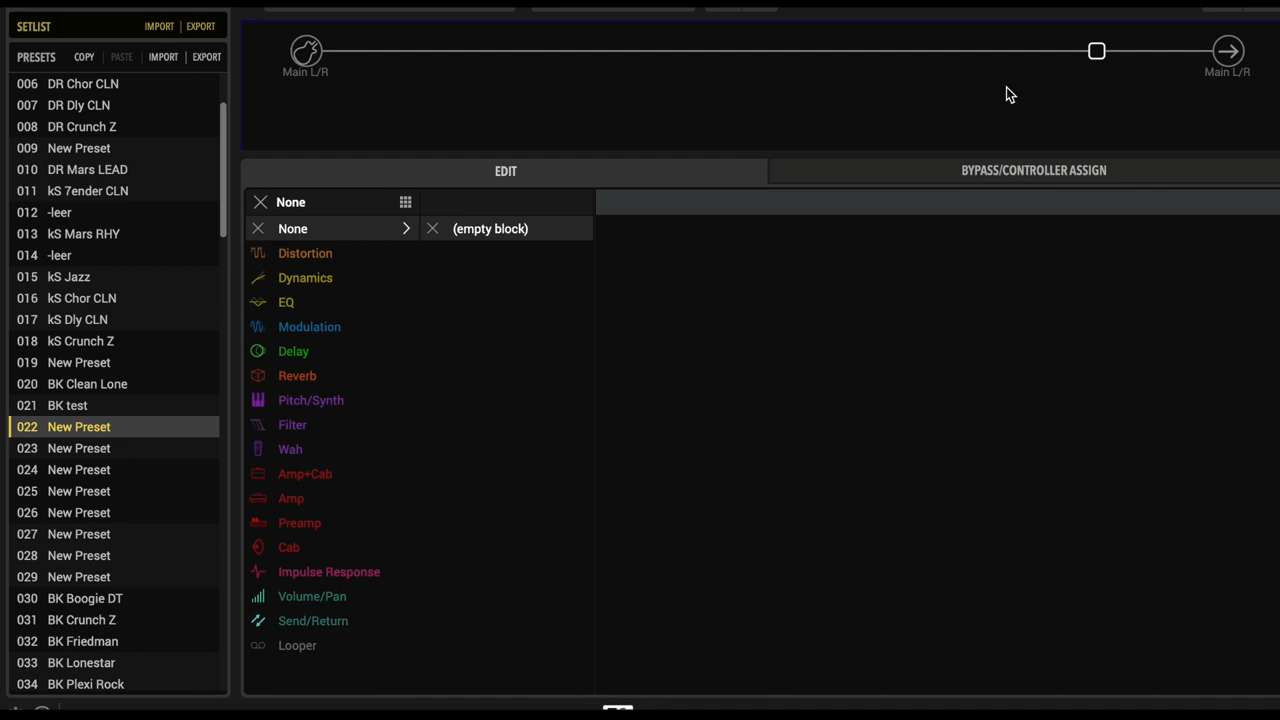 SETLIST IMPORT | EXPORT
PRESETS COPY | PASTE | IMPORT | EXPORT
006 DR Chor CLN
007 DR Dly CLN
008 DR Crunch Z
009 New Preset
010 DR Mars LEAD
011 kS 7ender CLN
012 -leer
013 kS Mars RHY
014 -leer
015 kS Jazz
016 kS Chor CLN
017 kS Dly CLN
018 kS Crunch Z
019 New Preset
020 BK Clean Lone
021 BK test
022 New Preset
023 New Preset
024 New Preset
025 New Preset
026 New Preset
027 New Preset
028 New Preset
029 New Preset
030 BK Boogie DT
031 BK Crunch Z
032 BK Friedman
033 BK Lonestar
034 BK Plexi Rock
Main L/R
Main L/R
EDIT
BYPASS/CONTROLLER ASSIGN
None
None
(empty block)
Distortion
Dynamics
EQ
Modulation
Delay
Reverb
Pitch/Synth
Filter
Wah
Amp+Cab
Amp
Preamp
Cab
Impulse Response
Volume/Pan
Send/Return
Looper